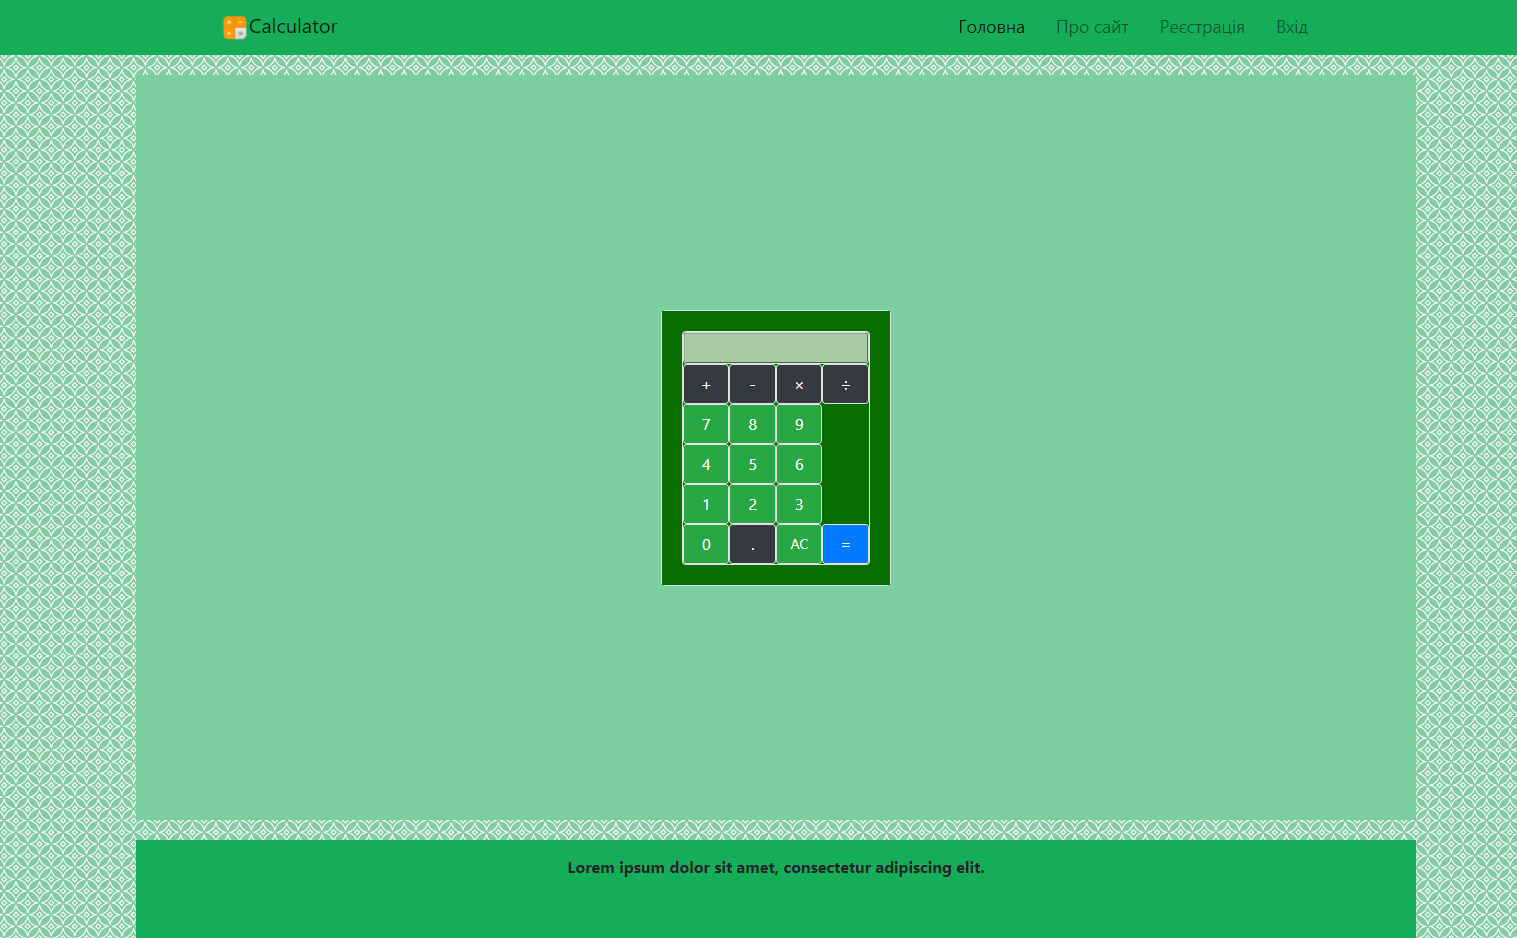 Calculator Головна Про сайт Реєстрація Вхід
+ - × ÷
7 8 9
4 5 6
1 2 3
0 . AC =
Lorem ipsum dolor sit amet, consectetur adipiscing elit.